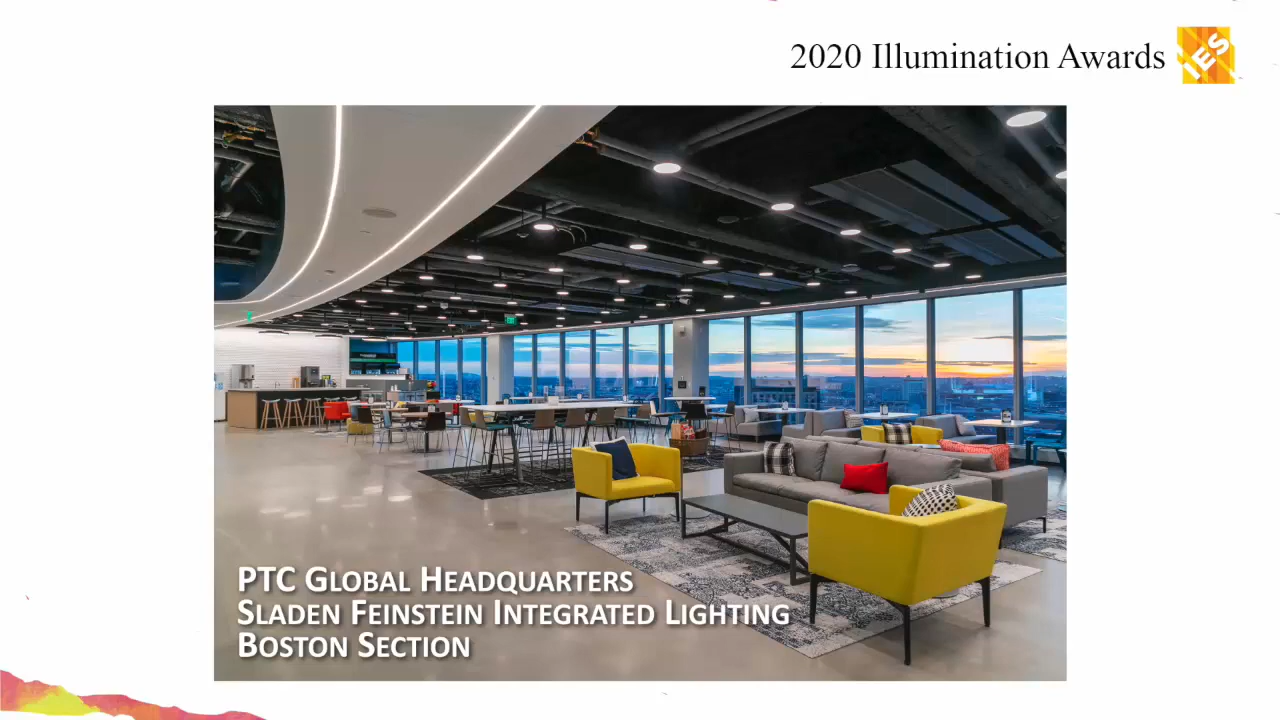 2020 Illumination Awards
IES
PTC Global Headquarters
Sladen Feinstein Integrated Lighting
Boston Section